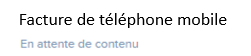 Facture de téléphone mobile
En attente de contenu